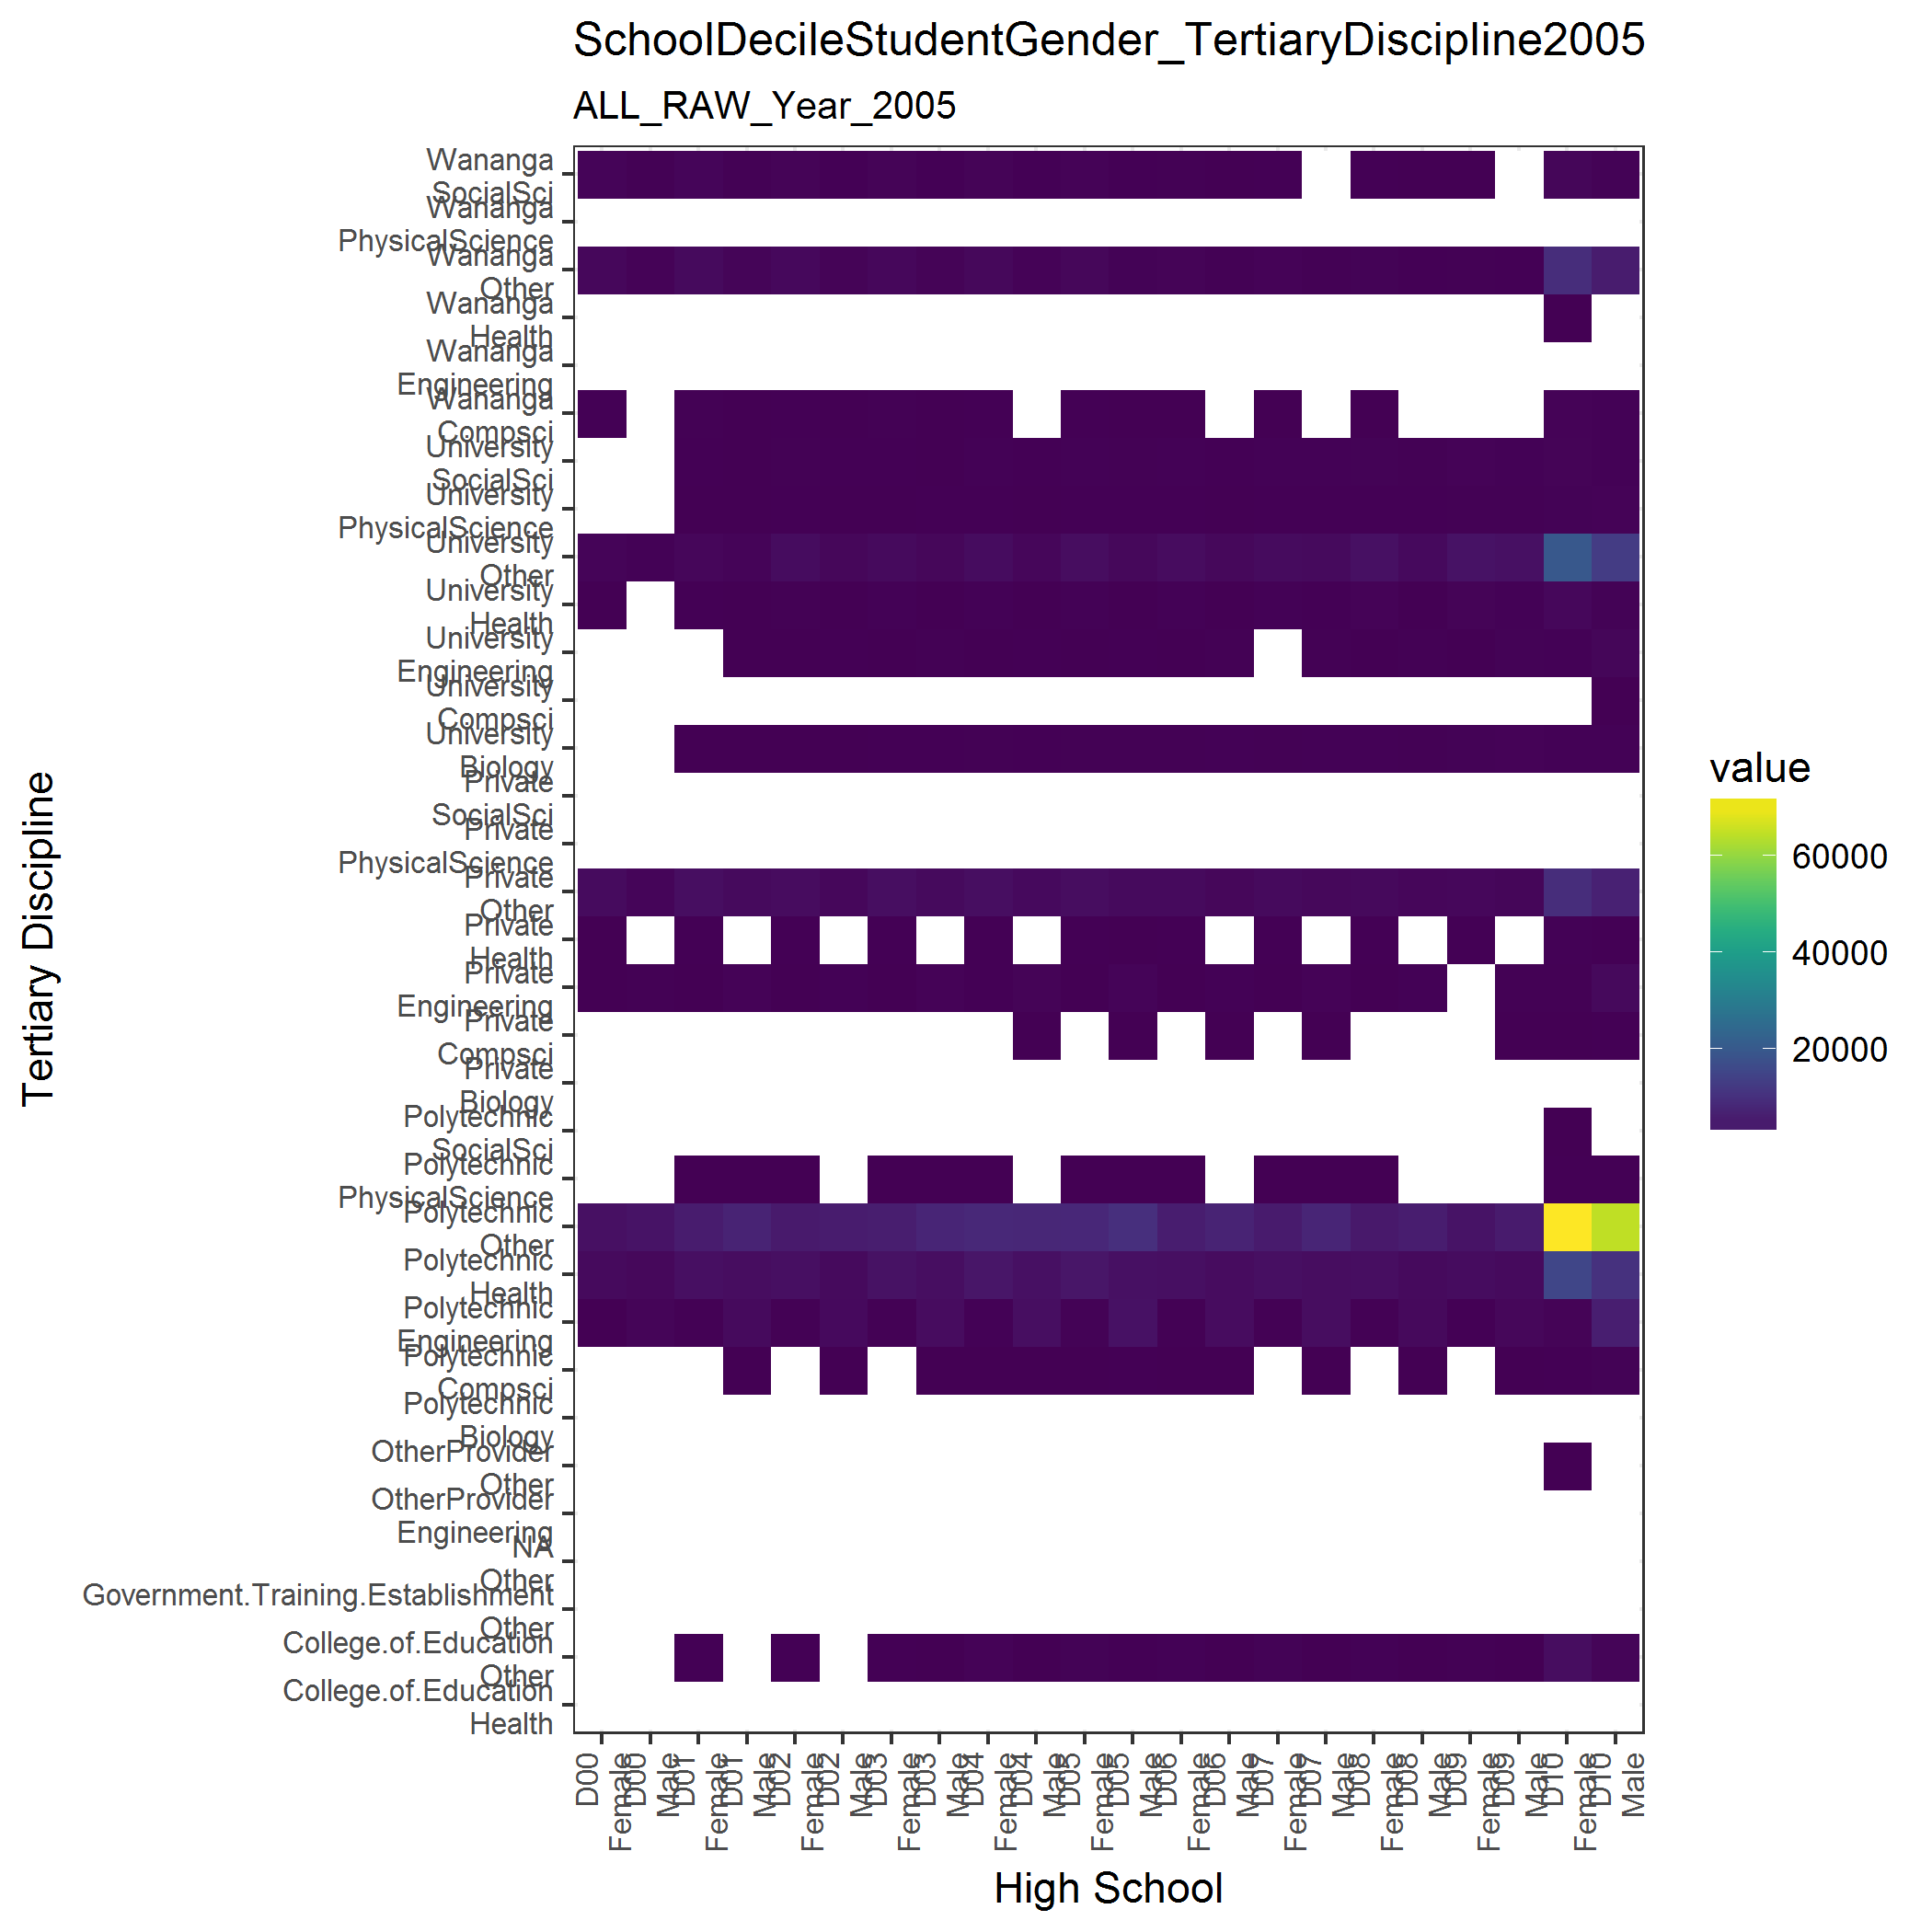 SchoolDecileStudentGender_TertiaryDiscipline2005
ALL_RAW_Year_2005
Wananga
SocialSci
Wananga
PhysicalScience
Wananga
Other
Wananga
Health
Wananga
Engineering
Wananga
Compsci
University
SocialSci
University
PhysicalScience
University
Other
University
Health
University
Engineering
University
Compsci
University
Biology
Private
SocialSci
Private
PhysicalScience
Private
Other
Private
Health
Private
Engineering
Private
Compsci
Private
Biology
Polytechnic
SocialSci
Polytechnic
PhysicalScience
Polytechnic
Other
Polytechnic
Health
Polytechnic
Engineering
Polytechnic
Compsci
Polytechnic
Biology
OtherProvider
Other
OtherProvider
Engineering
NA
Other
Government.Training.Establishment
Other
College.of.Education
Other
College.of.Education
Health
Tertiary Discipline
D00
Female
D00
Male
D01
Female
D01
Male
D02
Female
D02
Male
D03
Female
D03
Male
D04
Female
D04
Male
D05
Female
D05
Male
D06
Female
D06
Male
D07
Female
D07
Male
D08
Female
D08
Male
D09
Female
D09
Male
D10
Female
D10
Male
High School
value
60000
40000
20000